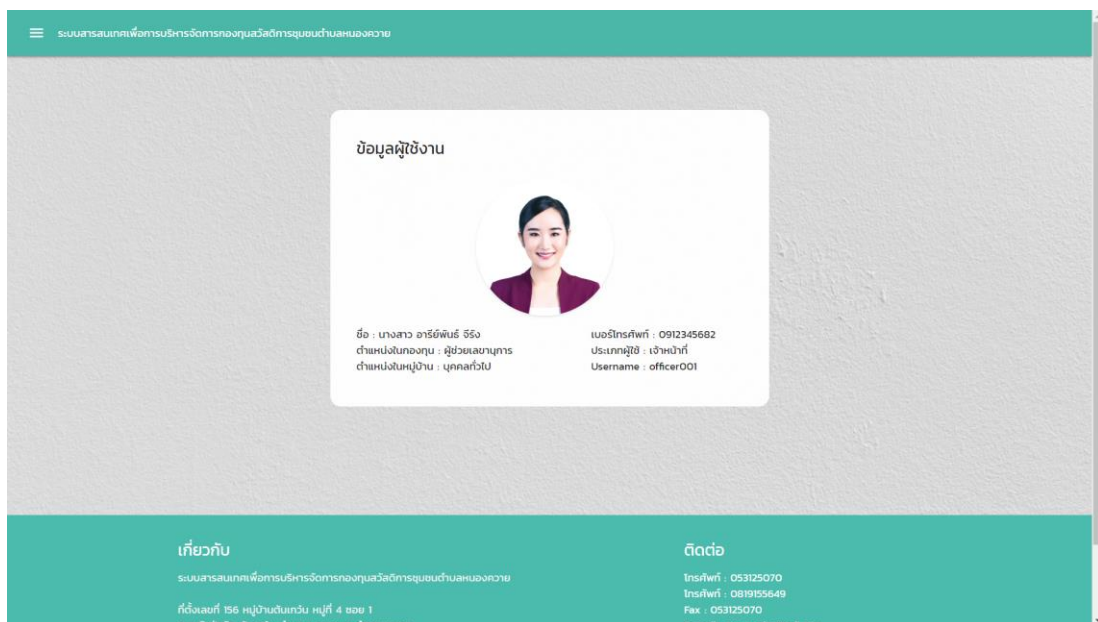 ระบบสารสนเทศเพื่อการบริหารจัดการกองทุนสวัสดิการชุมชนตำบลหนองควาย
ข้อมูลผู้ใช้งาน
ชื่อ : นางสาว อารีย์พันธ์ จีรัง
ตำแหน่งในกองทุน : ผู้ช่วยเลขานุการ
ตำแหน่งในหมู่บ้าน : บุคคลทั่วไป
เบอร์โทรศัพท์ : 0912345682
ประเภทผู้ใช้ : เจ้าหน้าที่
Username : officer001
เกี่ยวกับ
ระบบสารสนเทศเพื่อการบริหารจัดการกองทุนสวัสดิการชุมชนตำบลหนองควาย
ที่ตั้งเลขที่ 156 หมู่บ้านต้นเกว๋น หมู่ที่ 4 ซอย 1
ติดต่อ
โทรศัพท์ : 053125070
โทรศัพท์ : 0819155649
Fax : 053125070